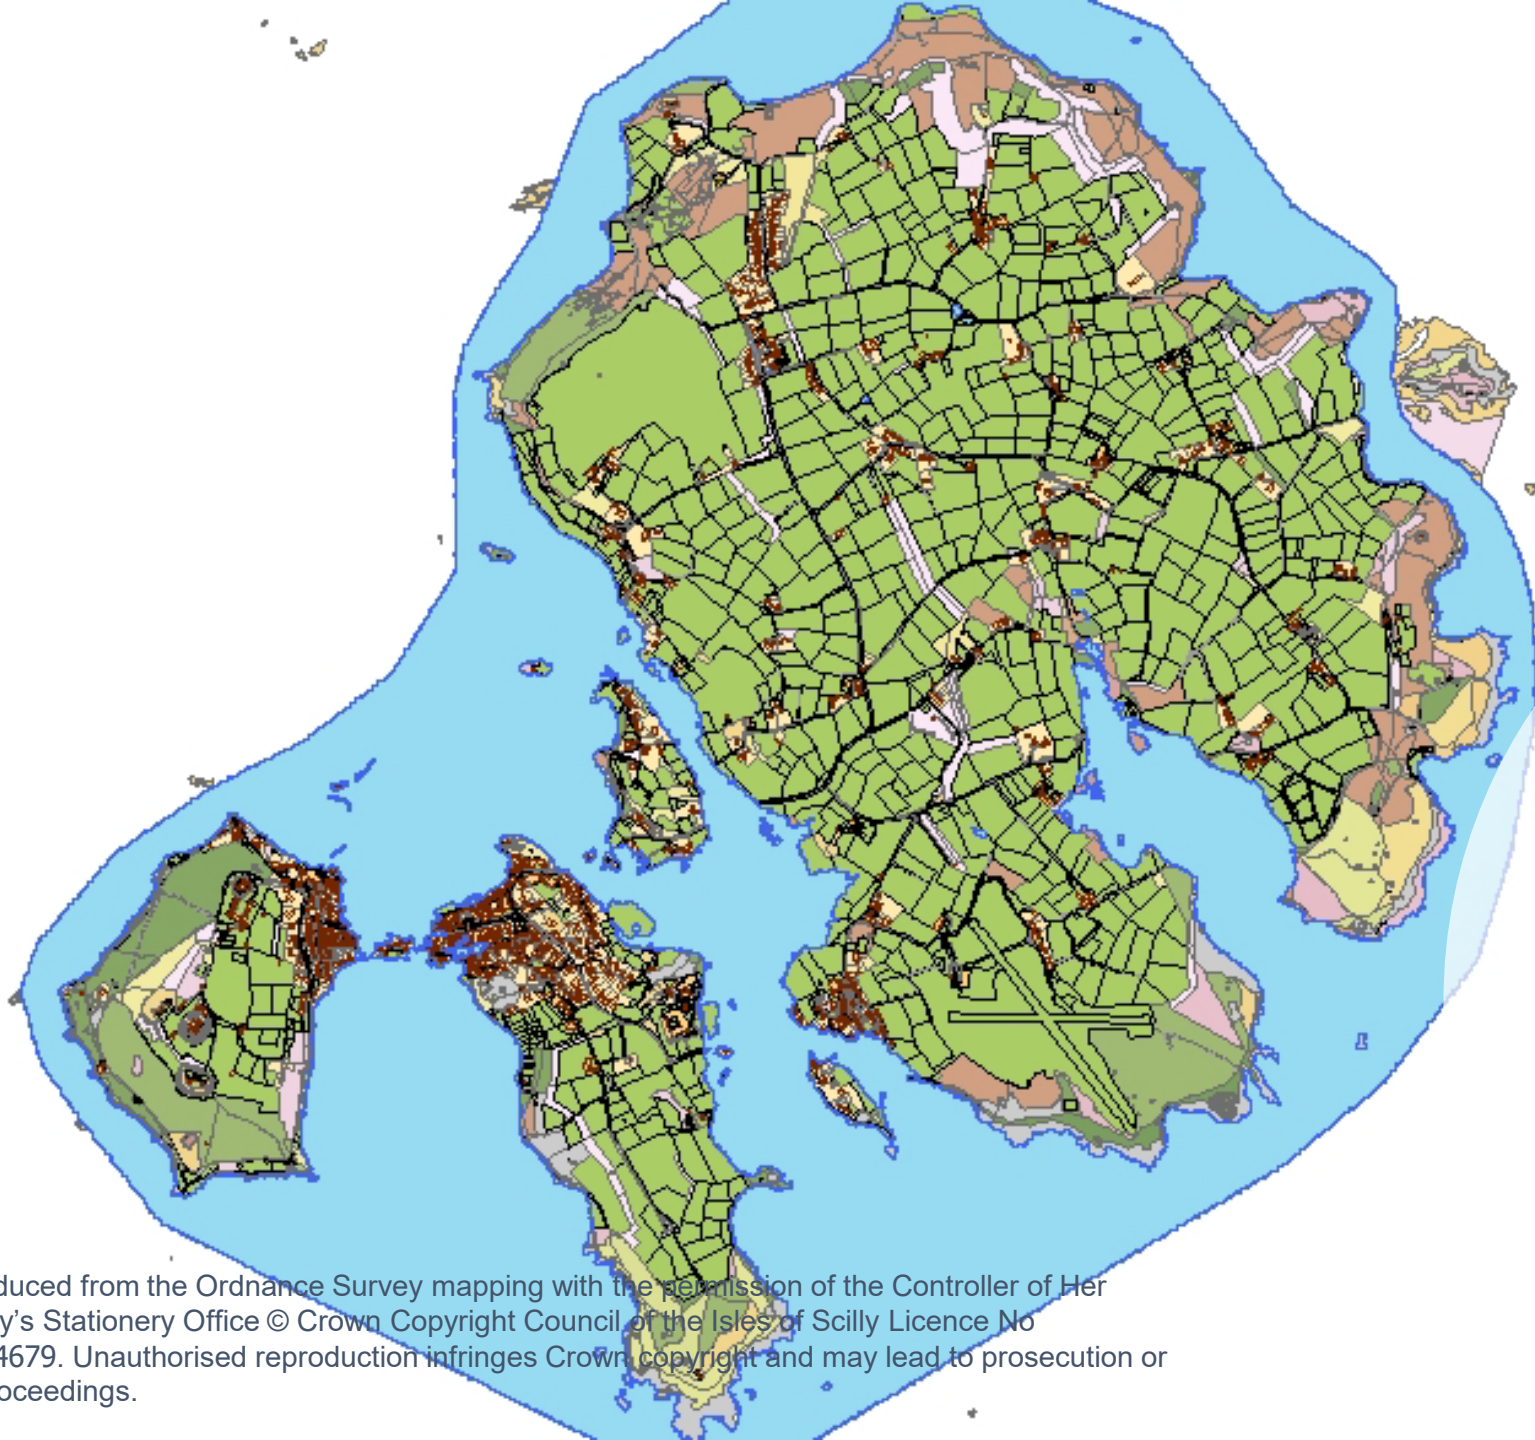 duced from the Ordnance Survey mapping with the permission of the Controller of Her
y’s Stationery Office © Crown Copyright Council of the Isles of Scilly Licence No
4679. Unauthorised reproduction infringes Crown copyright and may lead to prosecution or
oceedings.